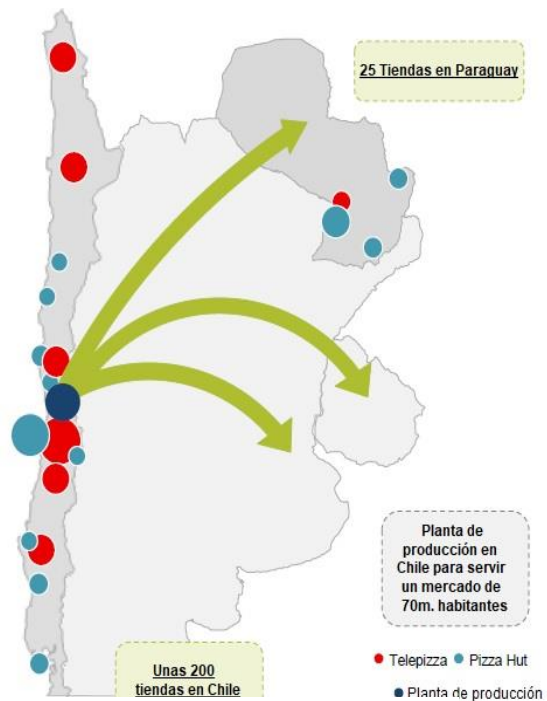 25 Tiendas en Paraguay
Planta de
producción en
Chile para servir
un mercado de
70m. habitantes
Telepizza
Pizza Hut
Planta de producción
Unas 200
tiendas en Chile